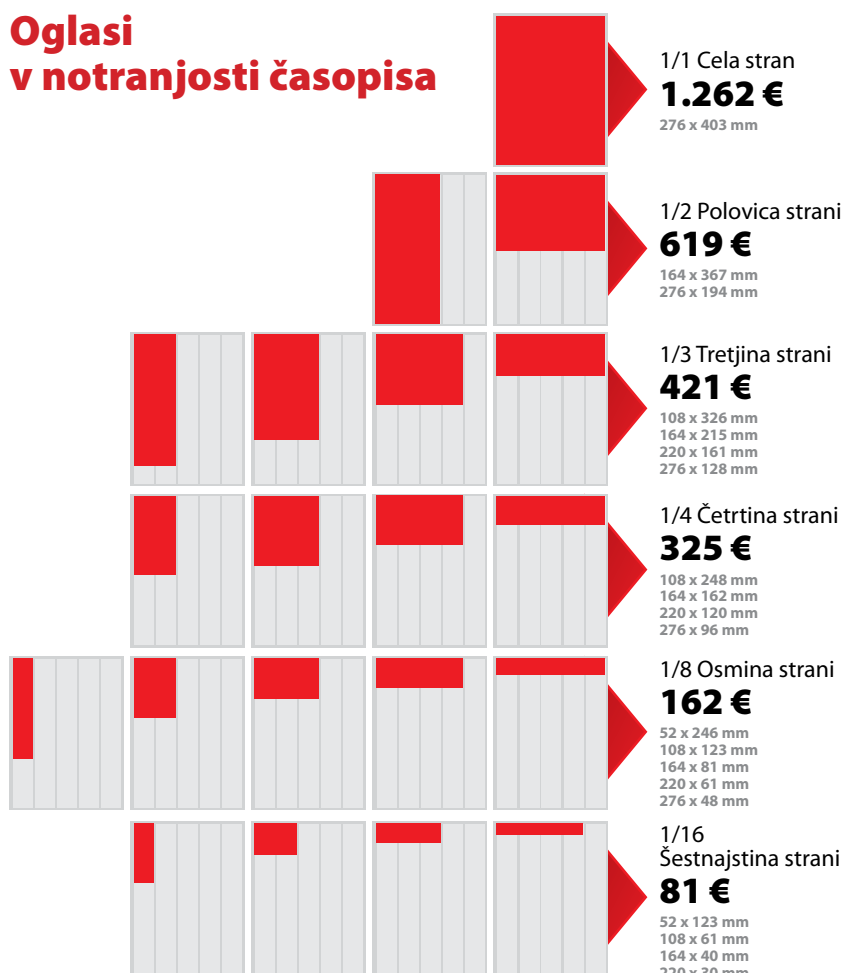 Oglasi
v notranjosti časopisa
1/1 Cela stran
1.262 €
276 x 403 mm
1/2 Polovica strani
619 €
164 x 367 mm
276 x 194 mm
1/3 Tretjina strani
421 €
108 x 326 mm
164 x 215 mm
220 x 161 mm
276 x 128 mm
1/4 Četrtina strani
325 €
108 x 248 mm
164 x 162 mm
220 x 120 mm
276 x 96 mm
1/8 Osmina strani
162 €
52 x 246 mm
108 x 123 mm
164 x 81 mm
220 x 61 mm
276 x 48 mm
1/16
Šestnajstina strani
81 €
52 x 123 mm
108 x 61 mm
164 x 40 mm
220 x 30 mm